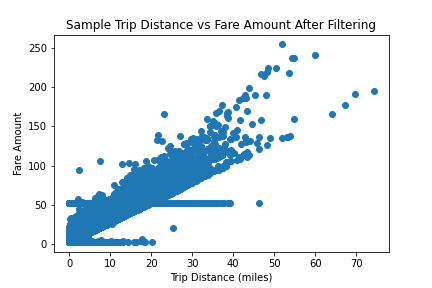 Sample Trip Distance vs Fare Amount After Filtering
Fare Amount
250
200
150
100
50
0
0 10 20 30 40 50 60 70
Trip Distance (miles)